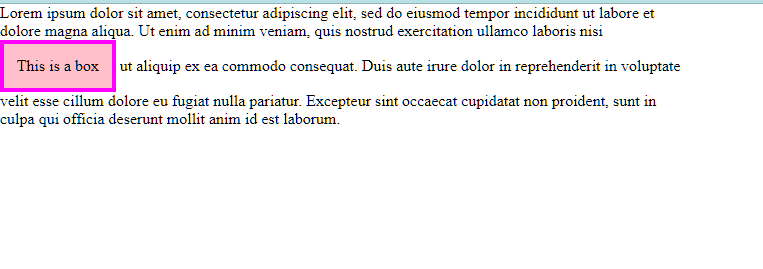 Lorem ipsum dolor sit amet, consectetur adipiscing elit, sed do eiusmod tempor incididunt ut labore et
dolore magna aliqua. Ut enim ad minim veniam, quis nostrud exercitation ullamco laboris nisi
This is a box ut aliquip ex ea commodo consequat. Duis aute irure dolor in reprehenderit in voluptate
velit esse cillum dolore eu fugiat nulla pariatur. Excepteur sint occaecat cupidatat non proident, sunt in
culpa qui officia deserunt mollit anim id est laborum.